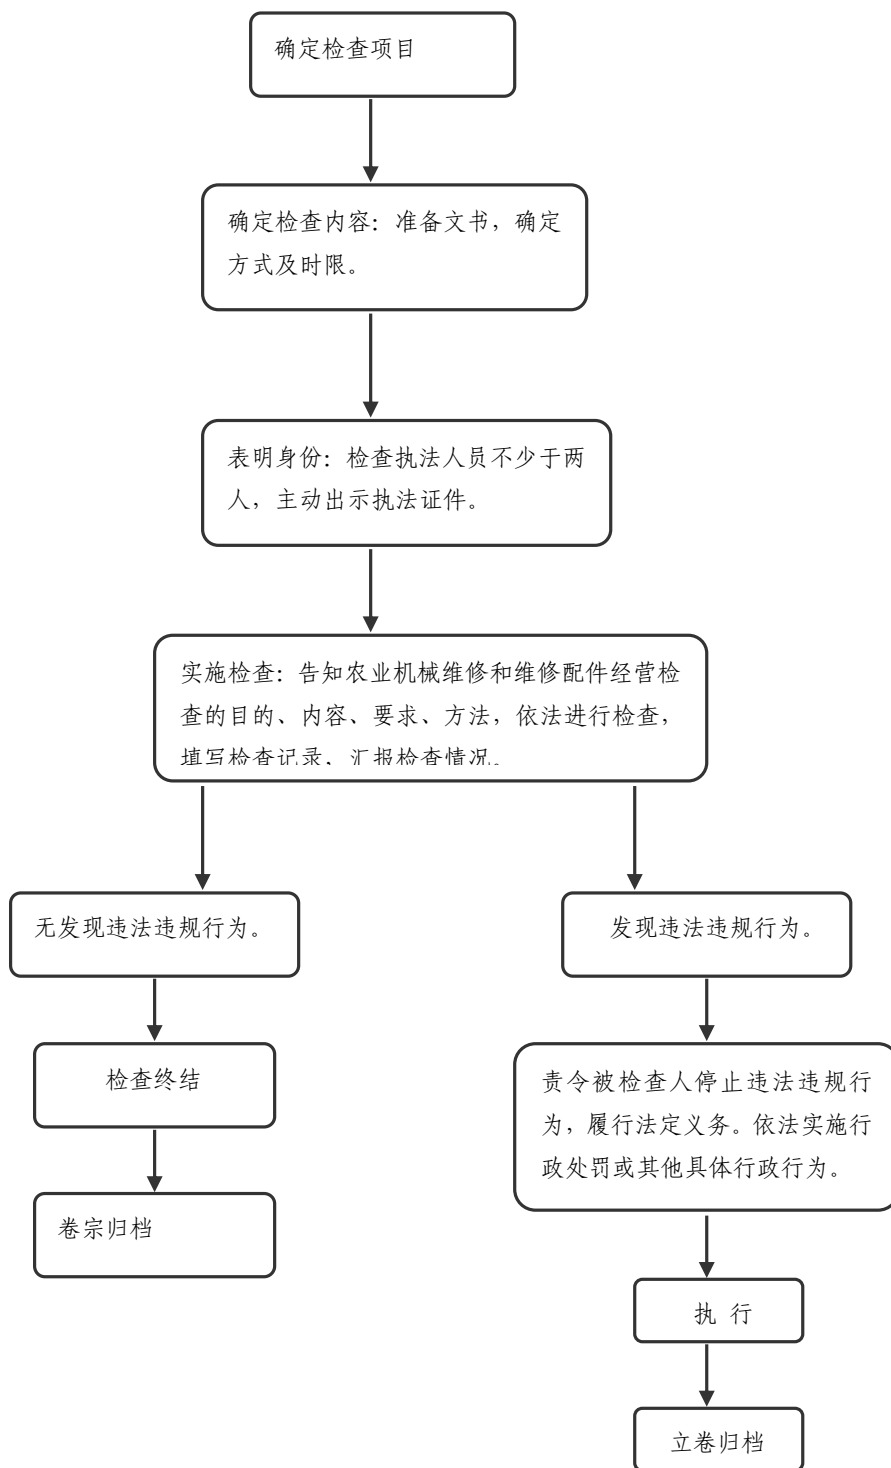 确定检查项目
确定检查内容：准备文书，确定
方式及时限。
表明身份：检查执法人员不少于两
人，主动出示执法证件。
实施检查：告知农业机械维修和维修配件经营检
查的目的、内容、要求、方法，依法进行检查，
填写检查记录，汇报检查情况。
无发现违法违规行为。
发现违法违规行为。
检查终结
责令被检查人停止违法违规行
为，履行法定义务。依法实施行
政处罚或其他具体行政行为。
卷宗归档
执 行
立卷归档